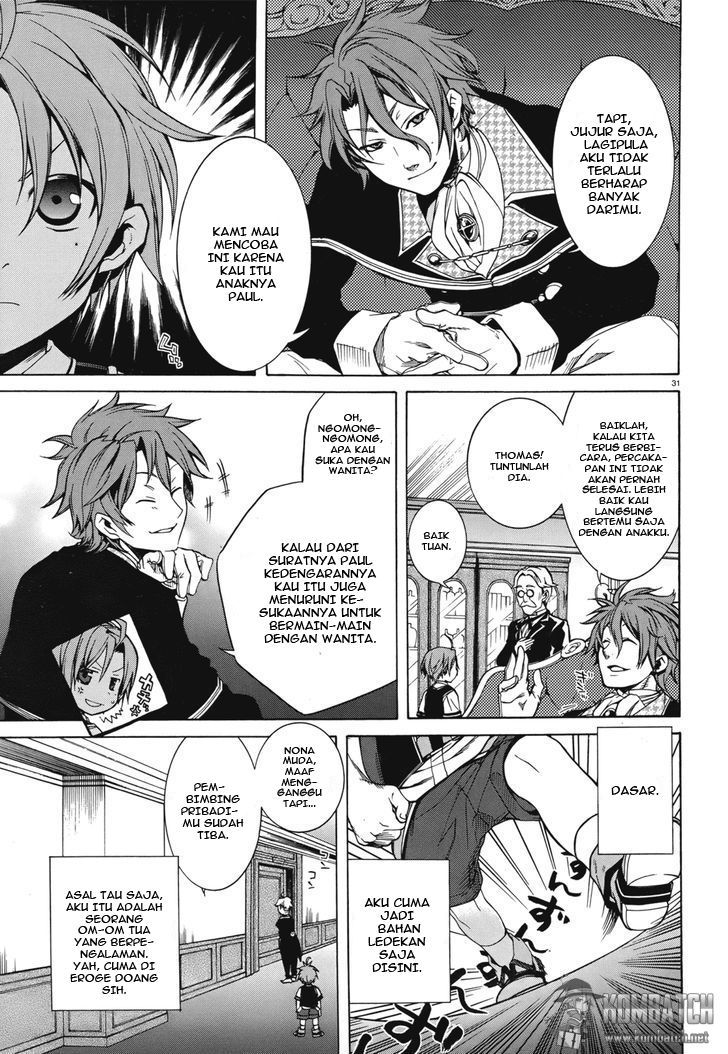 TAPI,
JUJUR SAJA,
LAGIPULA
AKU TIDAK
TERLALU
BERHARAP
BANYAK
DARIMU.
KAMI MAU
MENCOBA
INI KARENA
KAU ITU
ANAKNYA
PAUL.
31
BAIKLAH,
KALAU KITA
TERUS BERBI-
CARA, PERCAKA-
PAN INI TIDAK
AKAN PERNAH
SELESAI. LEBIH
BAIK KAU
LANGSUNG
BERTEMU SAJA
DENGAN ANAKKU.
THOMAS!
TUNTUNLAH
DIA.
BAIK
TUAN.
OH,
NGOMONG-
NGOMONG,
APA KAU
SUKA DENGAN
WANITA?
KALAU DARI
SURATNYA PAUL
KEDENGARANNYA
KAU ITU JUGA
MENURUNI KE-
SUKAANNYA UNTUK
BERMAIN-MAIN
DENGAN WANITA.
DASAR.
AKU CUMA
JADI
BAHAN
LEDEKAN
SAJA
DISINI.
NONA
MUDA,
MAAF
MENG-
GANGGU
TAPI...
PEM-
BIMBING
PRIBADI-
MU SUDAH
TIBA.
ASAL TAU SAJA,
AKU ITU ADALAH
SEORANG
OM-OM TUA
YANG BERPE-
NGALAMAN.
YAH, CUMA DI
EROGE DOANG
SIH.
KOMBATCH
www.kombatch.net